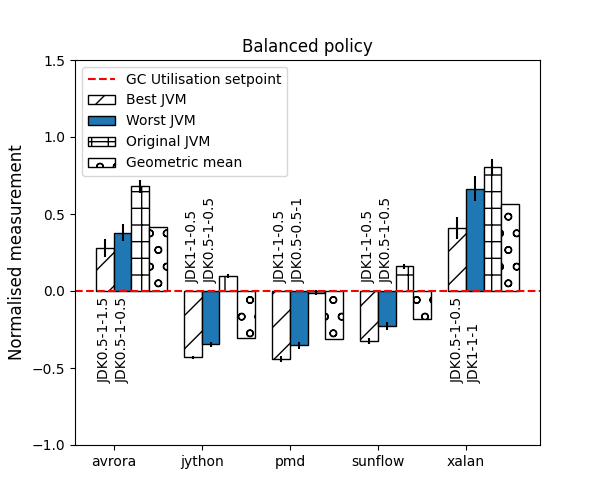 Balanced policy
1.5
1.0
0.5
0.0
−0.5
−1.0
Normalised measurement
GC Utilisation setpoint
Best JVM
Worst JVM
Original JVM
Geometric mean
JDK0.5-1-1.5
JDK0.5-1-0.5
JDK1-1-0.5
JDK0.5-1-0.5
JDK1-1-0.5
JDK0.5-0.5-1
JDK1-1-0.5
JDK0.5-1-0.5
JDK0.5-1-0.5
JDK1-1-1
avrora
jython
pmd
sunflow
xalan